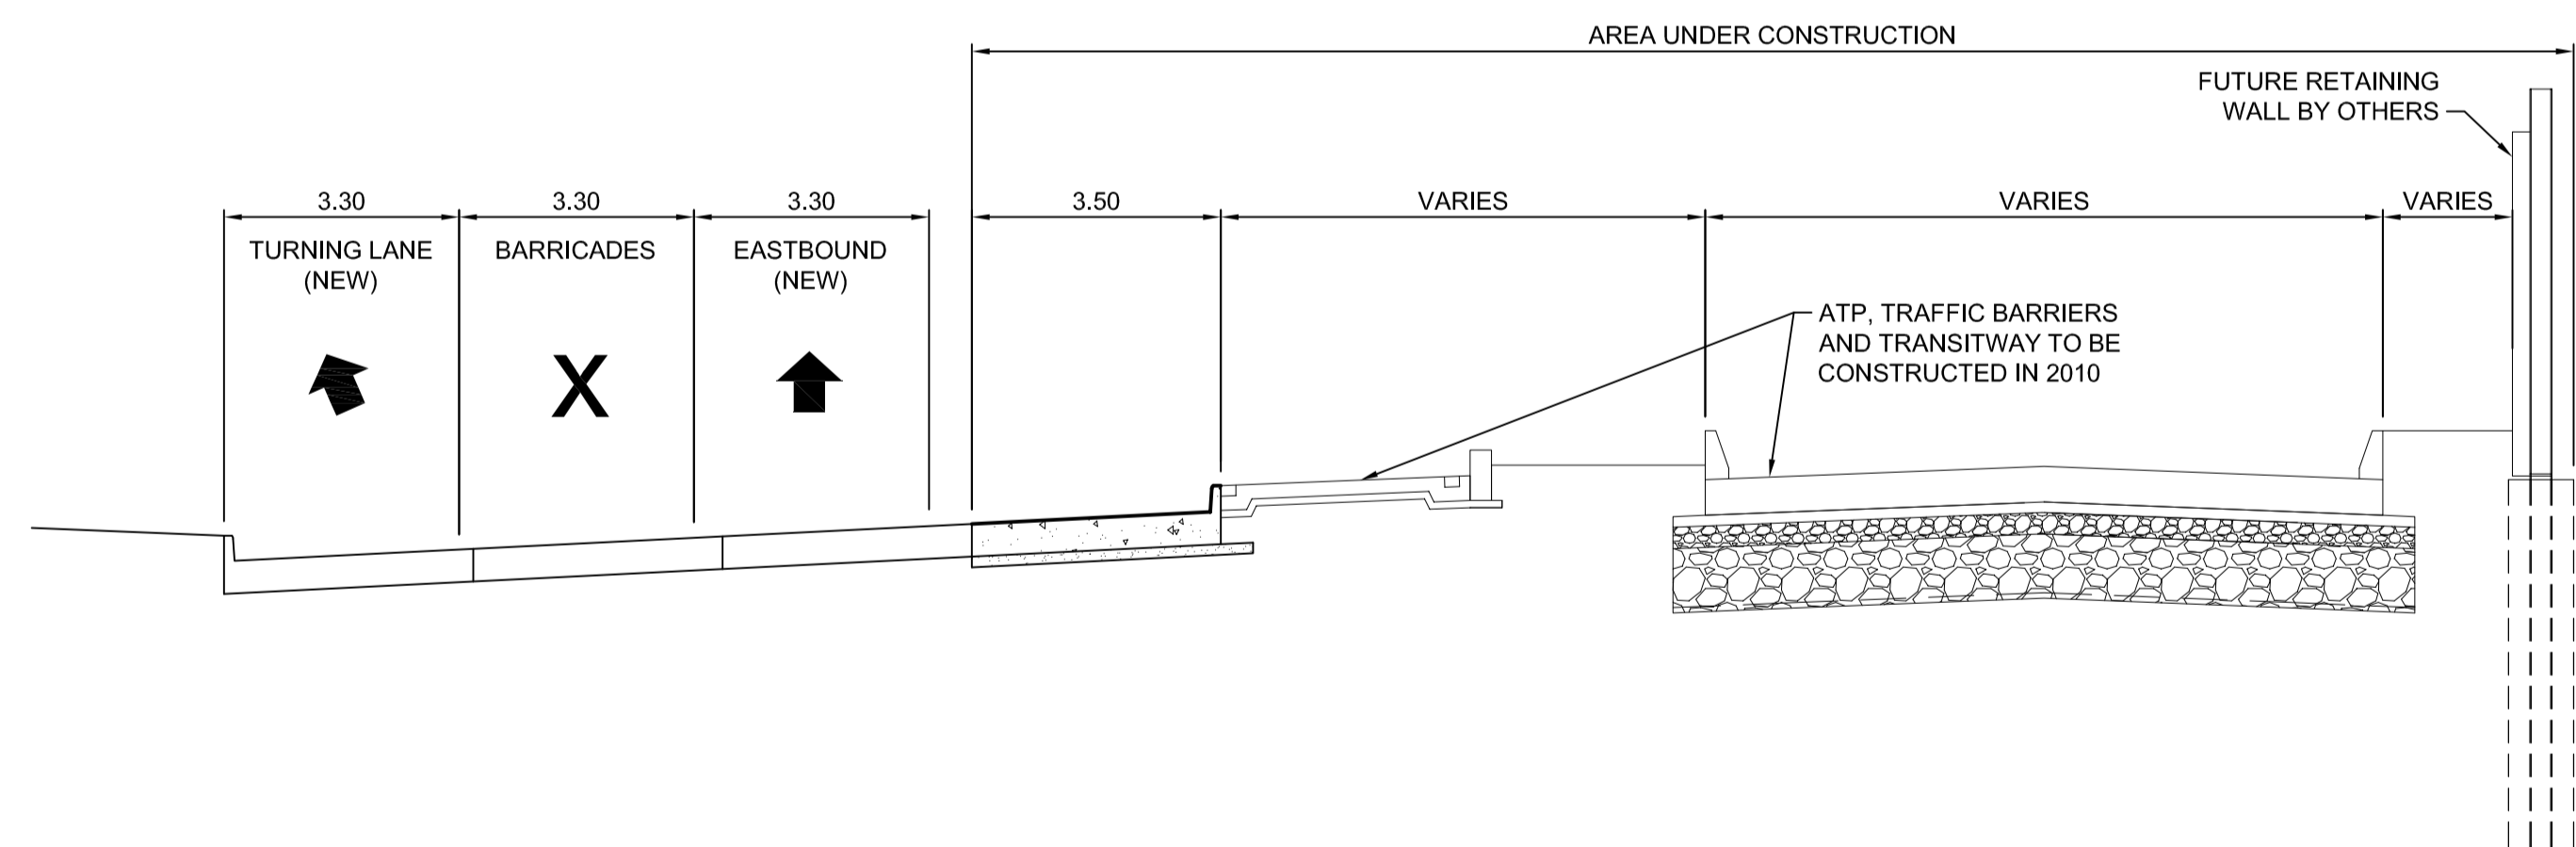 AREA UNDER CONSTRUCTION
FUTURE RETAINING
WALL BY OTHERS
3.30
3.30
3.30
3.50
VARIES
VARIES
VARIES
TURNING LANE
(NEW)
BARRICADES
EASTBOUND
(NEW)
X
ATP, TRAFFIC BARRIERS
AND TRANSITWAY TO BE
CONSTRUCTED IN 2010